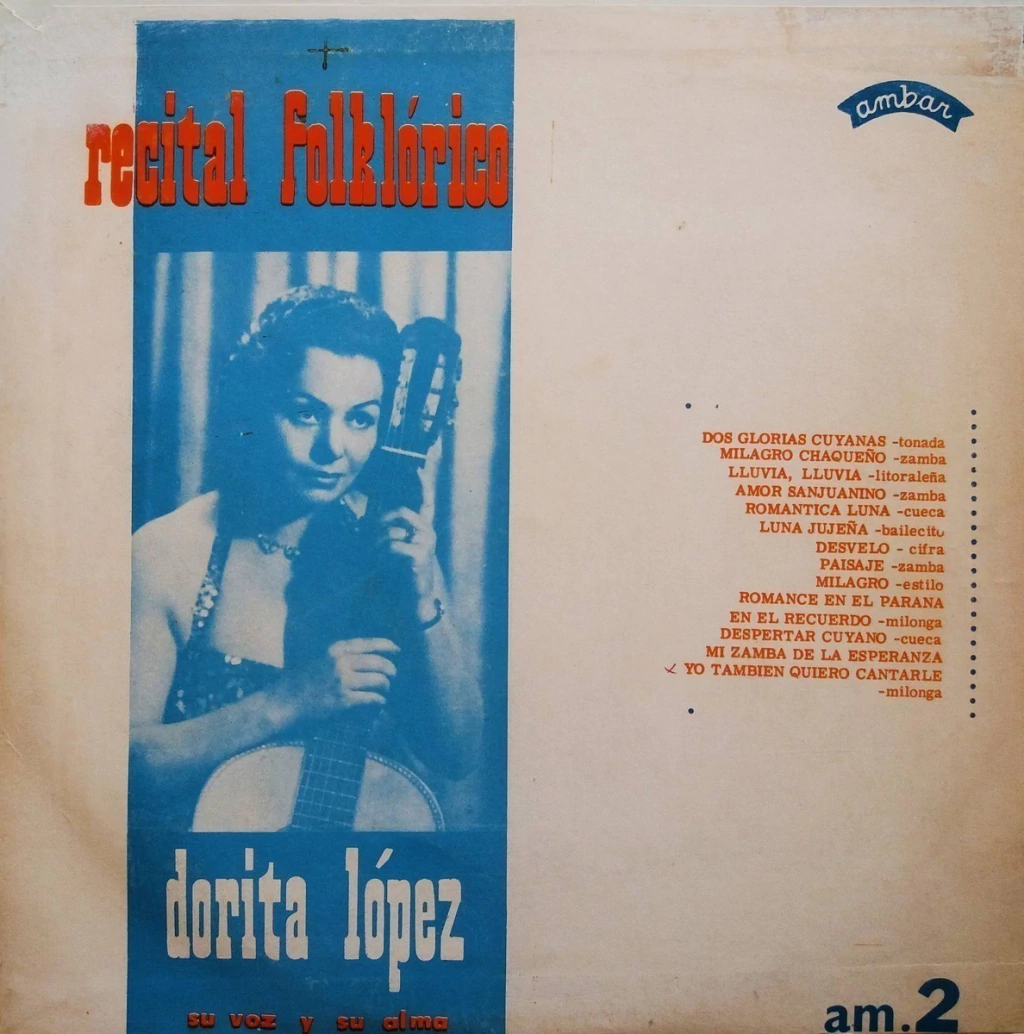 recital folklórico
ambar
DOS GLORIAS CUYANAS -tonada
MILAGRO CHAQUEÑO -zamba
LLUVIA, LLUVIA -litoraleña
AMOR SANJUANINO -zamba
ROMANTICA LUNA -cueca
LUNA JUJEÑA -bailecito
DESVELO - cifra
PAISAJE -zamba
MILAGRO -estilo
ROMANCE EN EL PARANA
EN EL RECUERDO -milonga
DESPERTAR CUYANO -cueca
MI ZAMBA DE LA ESPERANZA
YO TAMBIEN QUIERO CANTARLE
-milonga
dorita lópez
su voz y su alma
am.2